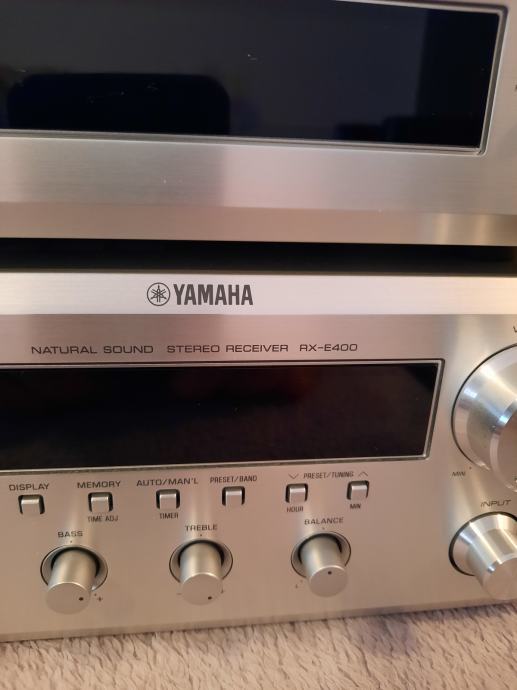 YAMAHA
NATURAL SOUND STEREO RECEIVER RX-E400
DISPLAY MEMORY AUTO/MAN'L PRESET/BAND PRESET/TUNING
TIME ADJ TIMER HOUR MIN
MIN
INPUT
BASS TREBLE BALANCE
- +